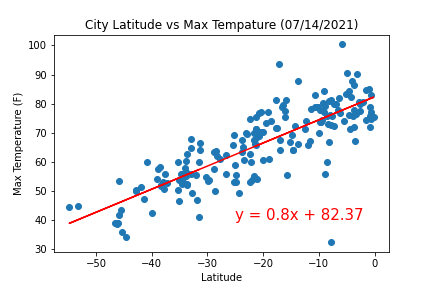 City Latitude vs Max Tempature (07/14/2021)
100
90
80
70
60
50
40
30
Max Temperature (F)
y = 0.8x + 82.37
−50 −40 −30 −20 −10 0
Latitude